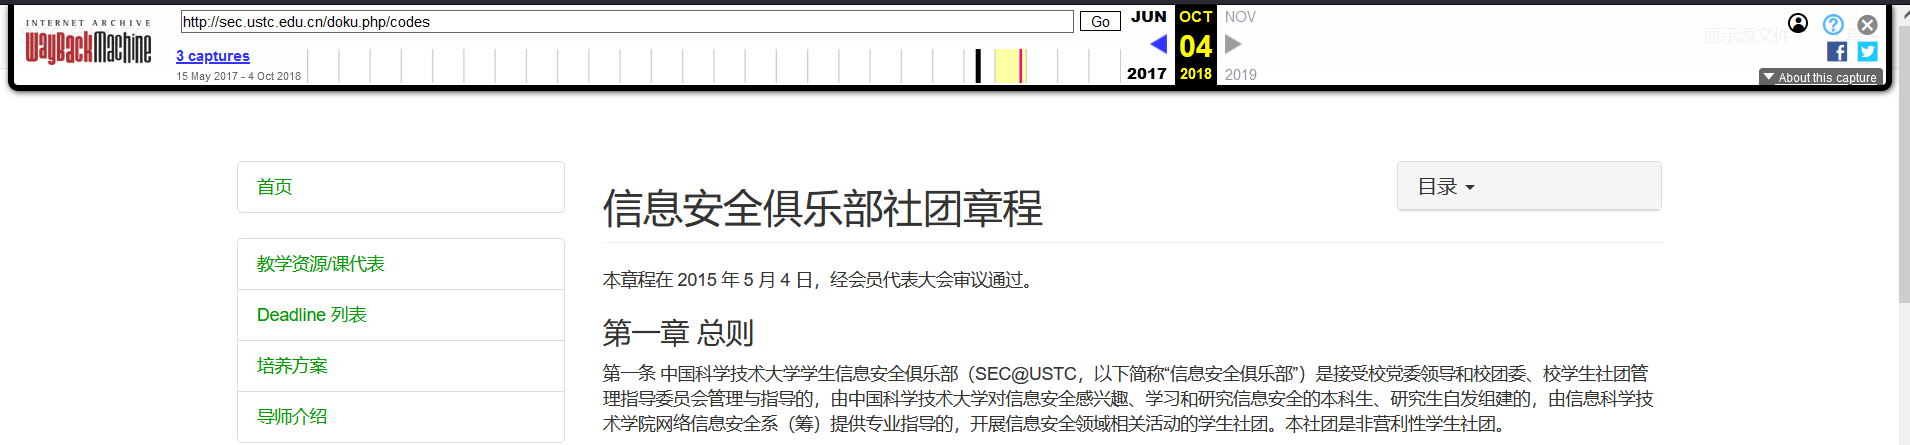 INTERNET ARCHIVE
WayBackMachine
http://sec.ustc.edu.cn/doku.php/codes
Go
3 captures
15 May 2017 - 4 Oct 2018
JUN
OCT
NOV
04
2017
2018
2019
显示源文件
f
About this capture
首页
教学资源/课代表
Deadline 列表
培养方案
导师介绍
信息安全俱乐部社团章程
目录
本章程在 2015 年 5 月 4 日，经会员代表大会审议通过。
第一章 总则
第一条 中国科学技术大学学生信息安全俱乐部（SEC@USTC，以下简称“信息安全俱乐部”）是接受校党委领导和校团委、校学生社团管
理指导委员会管理与指导的，由中国科学技术大学对信息安全感兴趣、学习和研究信息安全的本科生、研究生自发组建的，由信息科学技
术学院网络信息安全系（筹）提供专业指导的，开展信息安全领域相关活动的学生社团。本社团是非营利性学生社团。